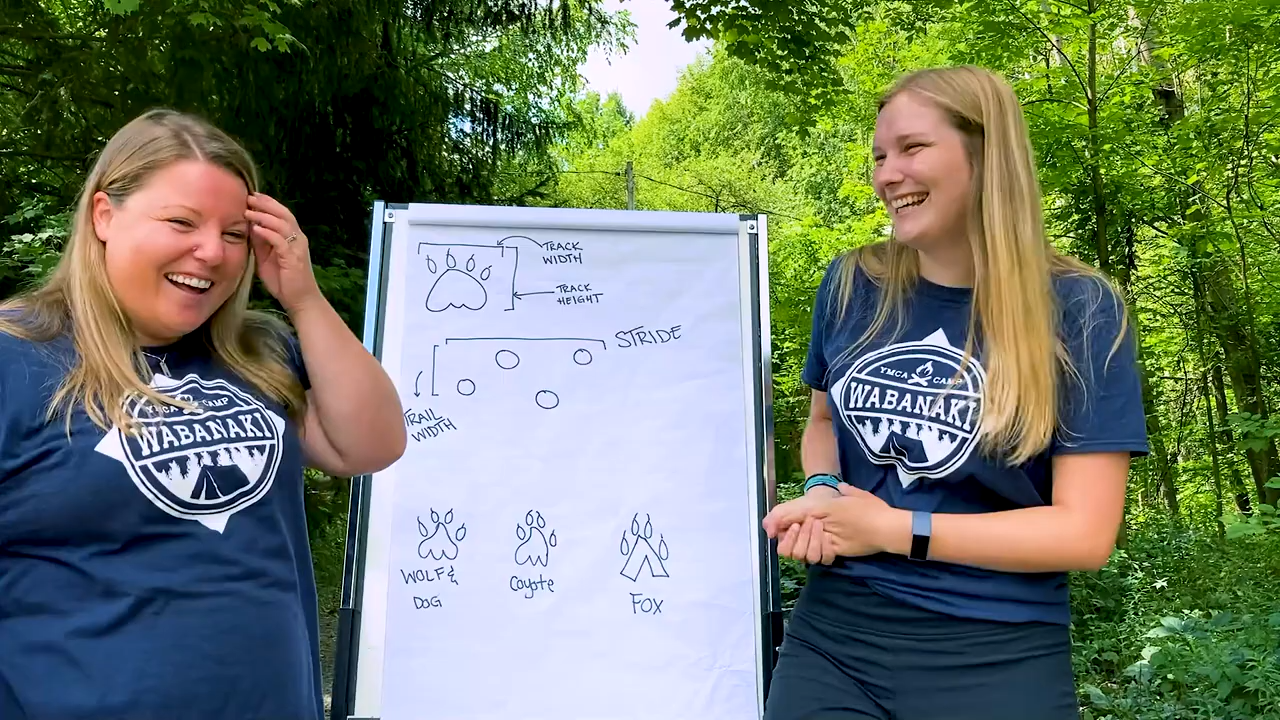 TRACK
WIDTH
TRACK
HEIGHT
STRIDE
TRAIL
WIDTH
WOLF &
DOG
Coyote
FOX
YMCA CAMP
WABANAKI
YMCA CAMP
WABANAKI